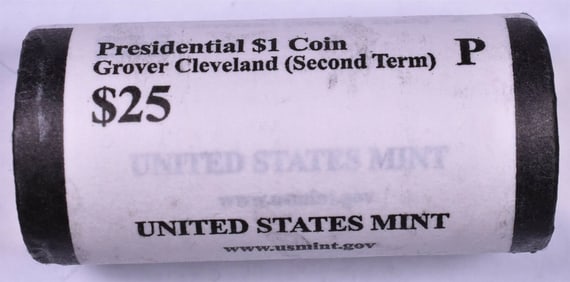 Presidential $1 Coin
Grover Cleveland (Second Term) P
$25
UNITED STATES MINT
www.usmint.gov
UNITED STATES MINT
www.usmint.gov